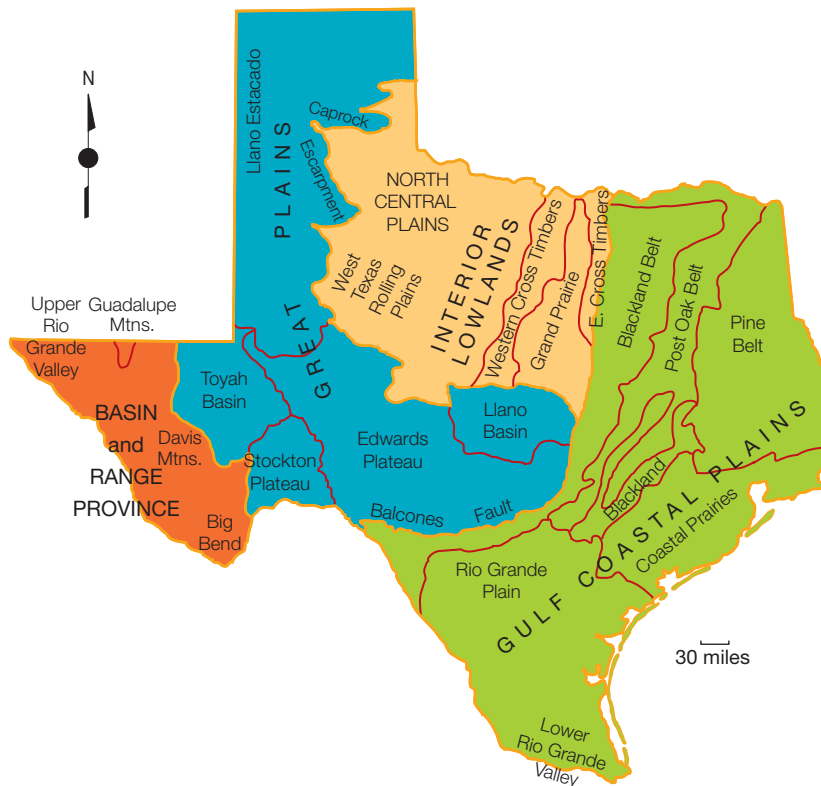 N
Llano Estacado
PLAINS
Caprock
Escarpment
NORTH
CENTRAL
PLAINS
West
Texas
Rolling
Plains
INTERIOR
LOWLANDS
Western Cross Timbers
Grand Prairie
E. Cross Timbers
Blackland Belt
Post Oak Belt
Pine
Belt
Upper
Rio
Grande
Valley
Guadalupe
Mtns.
GREAT
Toyah
Basin
Llano
Basin
BASIN
and
RANGE
PROVINCE
Davis
Mtns.
Stockton
Plateau
Edwards
Plateau
Big
Bend
Balcones
Fault
Blackland
Coastal Prairies
GULF COASTAL PLAINS
Rio Grande
Plain
30 miles
Lower
Rio Grande
Valley